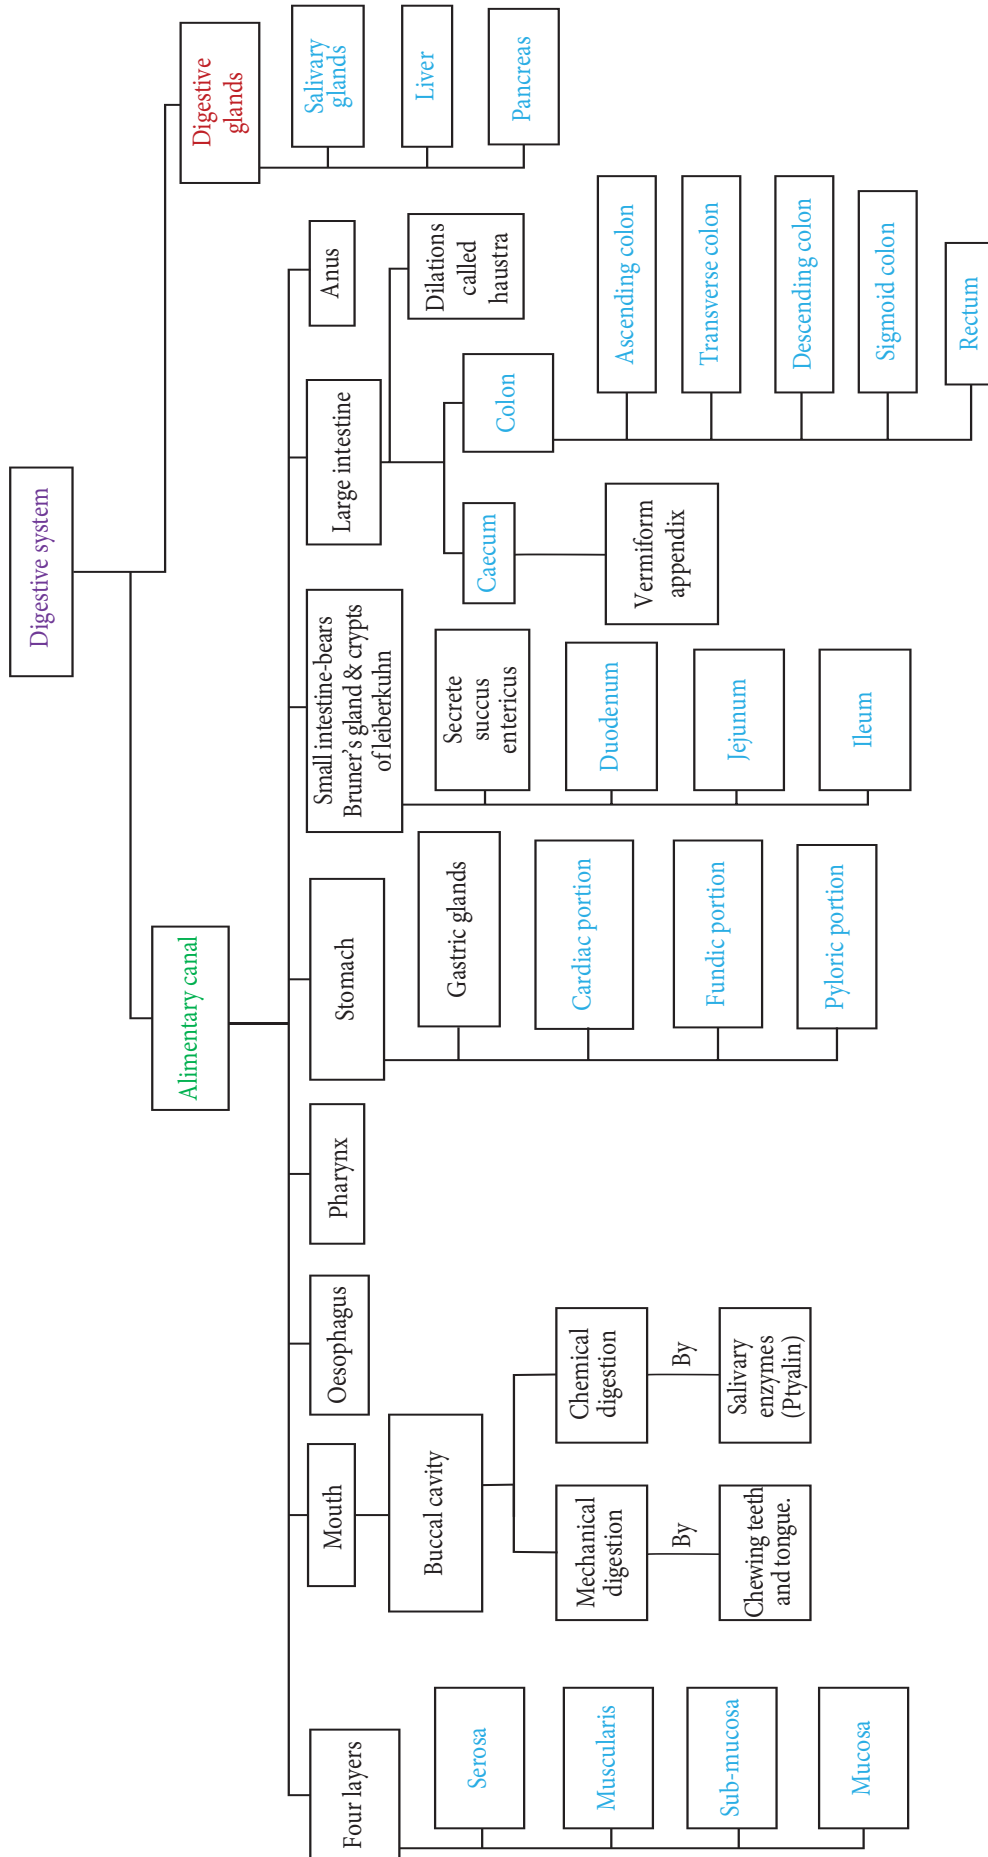 Digestive system
Alimentary canal
Digestive
glands
Four layers
Serosa
Muscularis
Sub-mucosa
Mucosa
Mouth
Buccal cavity
Mechanical
digestion
By
Chewing teeth
and tongue.
Chemical
digestion
By
Salivary
enzymes
(Ptyalin)
Oesophagus
Pharynx
Stomach
Gastric glands
Cardiac portion
Fundic portion
Pyloric portion
Small intestine-bears
Bruner's gland & crypts
of leiberkuhn
Secrete
succus
entericus
Duodenum
Jejunum
Ileum
Large intestine
Caecum
Vermiform
appendix
Colon
Ascending colon
Transverse colon
Descending colon
Sigmoid colon
Rectum
Dilations
called
haustra
Anus
Salivary
glands
Liver
Pancreas